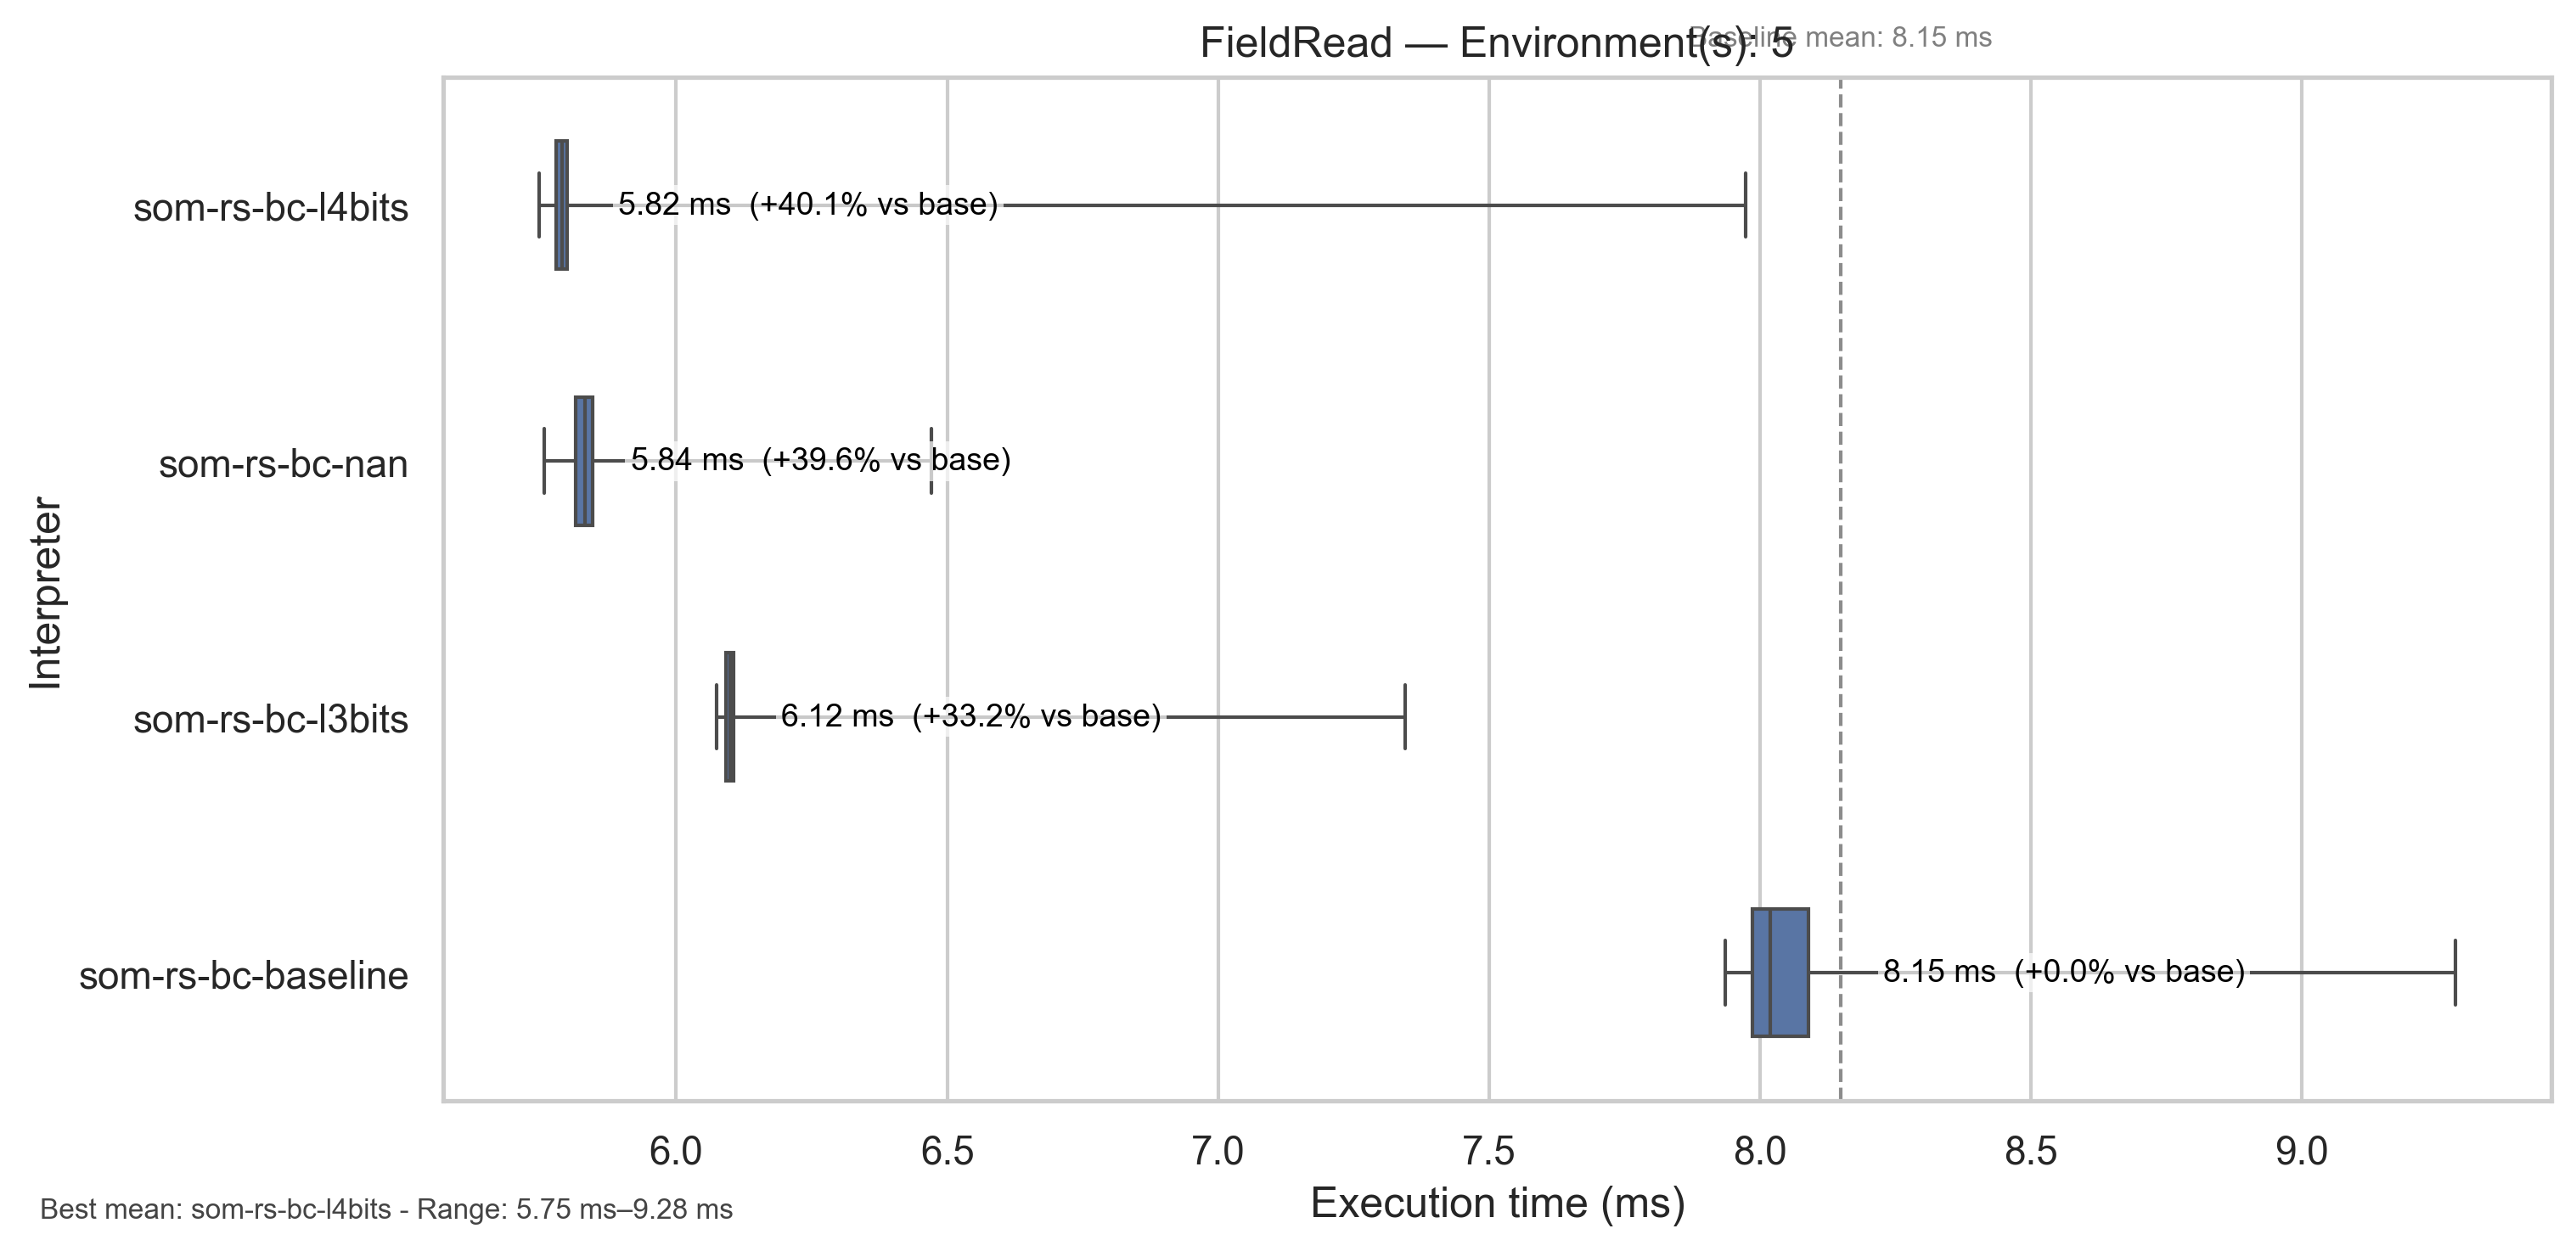 FieldRead — Environment(s): 5
Baseline mean: 8.15 ms
som-rs-bc-l4bits
5.82 ms (+40.1% vs base)
som-rs-bc-nan
5.84 ms (+39.6% vs base)
som-rs-bc-l3bits
6.12 ms (+33.2% vs base)
som-rs-bc-baseline
8.15 ms (+0.0% vs base)
Interpreter
6.0 6.5 7.0 7.5 8.0 8.5 9.0
Execution time (ms)
Best mean: som-rs-bc-l4bits - Range: 5.75 ms–9.28 ms